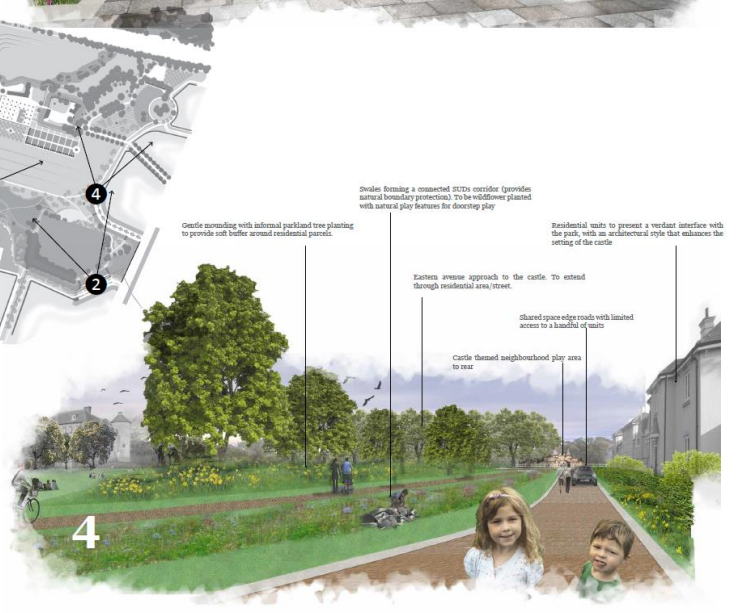 4
2
Swales forming a connected SUDs corridor (provides
natural boundary protection). To be wildflower planted
with natural play features for doorstep play
Gentle mounding with informal parkland tree planting
to provide soft buffer around residential parcels.
Residential units to present a verdant interface with
the park, with an architectural style that enhances the
setting of the castle
Eastern avenue approach to the castle. To extend
through residential area/street.
Shared space edge roads with limited
access to a handful of units
Castle themed neighbourhood play area
to rear
4